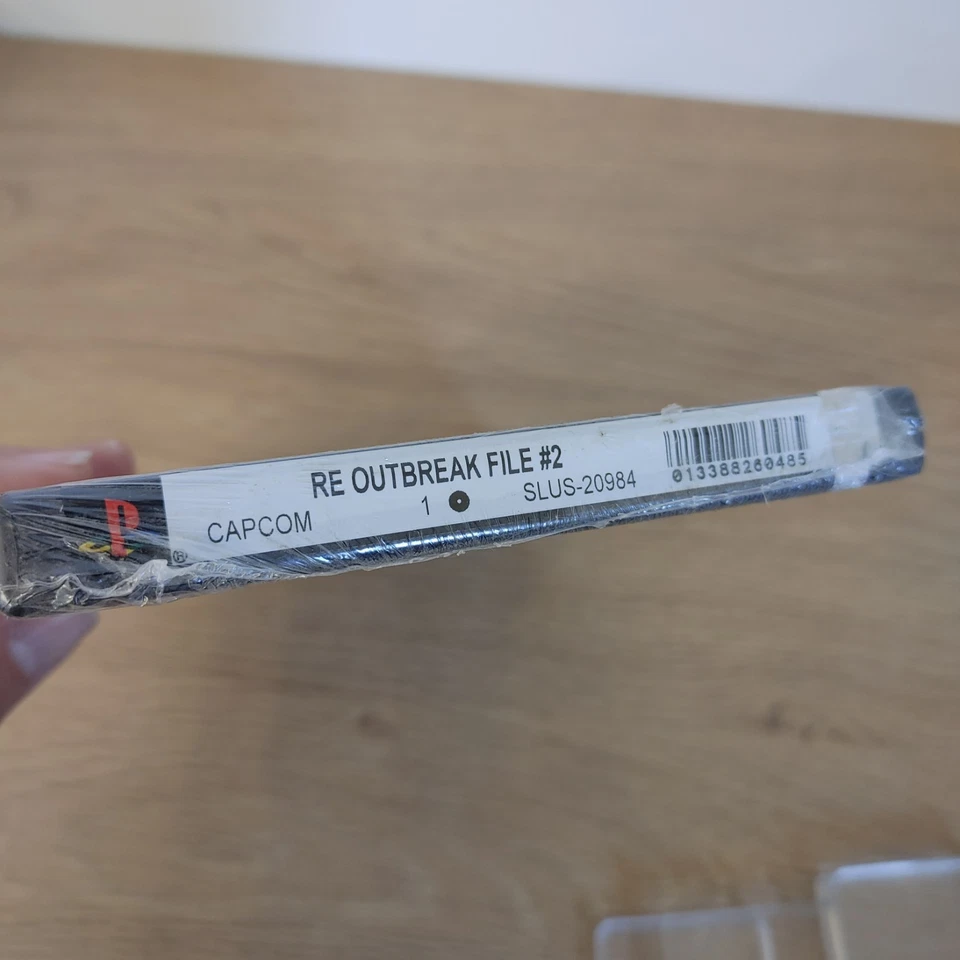 RE OUTBREAK FILE #2
CAPCOM 1 SLUS-20984
013388260485
®